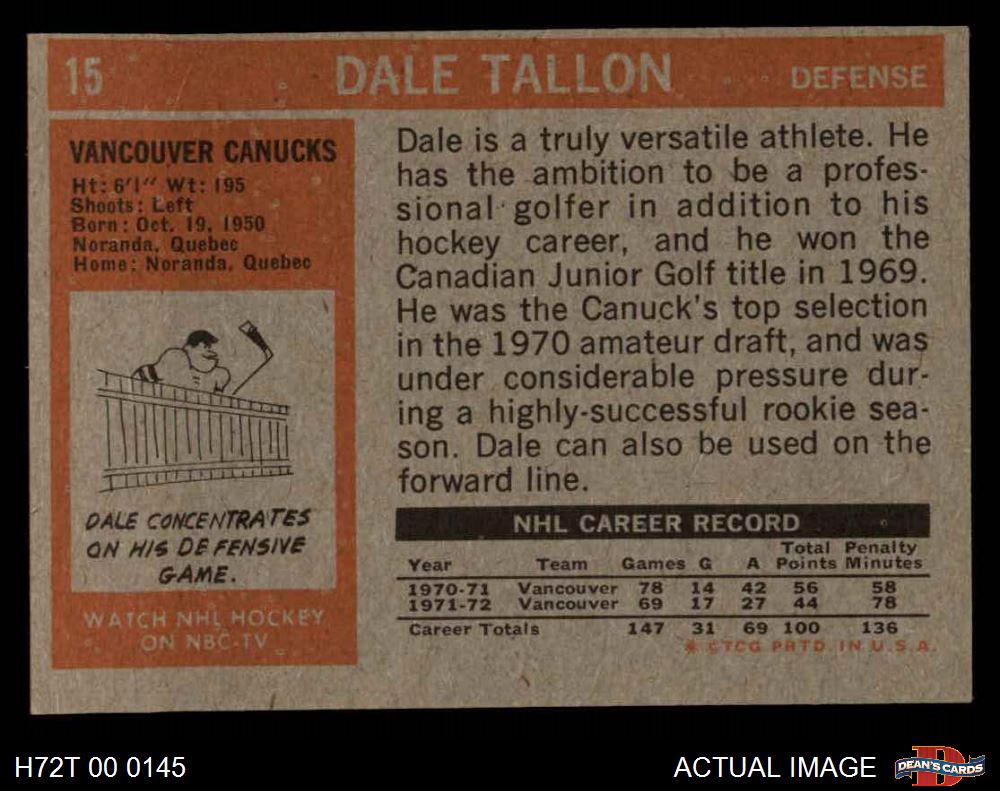 15 DALE TALLON DEFENSE
VANCOUVER CANUCKS
Ht: 6'1" Wt: 195
Shoots: Left
Born: Oct. 19, 1950
Noranda, Quebec
Home: Noranda, Quebec
DALE CONCENTRATES
ON HIS DEFENSIVE
GAME.
WATCH NHL HOCKEY
ON NBC-TV
Dale is a truly versatile athlete. He
has the ambition to be a profes-
sional golfer in addition to his
hockey career, and he won the
Canadian Junior Golf title in 1969.
He was the Canuck's top selection
in the 1970 amateur draft, and was
under considerable pressure dur-
ing a highly-successful rookie sea-
son. Dale can also be used on the
forward line.
NHL CAREER RECORD
Year Team Games G A Total Points Penalty Minutes
1970-71 Vancouver 78 14 42 56 58
1971-72 Vancouver 69 17 27 44 78
Career Totals 147 31 69 100 136
* ©TCG PRTD. IN U.S.A.
H72T 00 0145 ACTUAL IMAGE DEAN'S CARDS